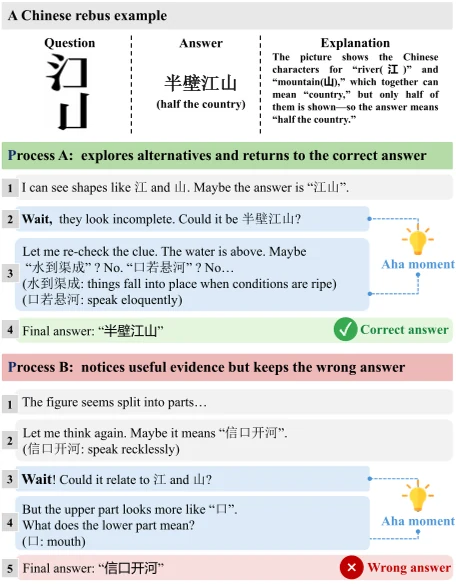 A Chinese rebus example
Question
Answer
半壁江山
(half the country)
Explanation
The picture shows the Chinese
characters for “river(江)” and
“mountain(山),” which together can
mean “country,” but only half of
them is shown—so the answer means
“half the country.”
Process A: explores alternatives and returns to the correct answer
1 I can see shapes like 江 and 山. Maybe the answer is “江山”.
2 Wait, they look incomplete. Could it be 半壁江山?
3 Let me re-check the clue. The water is above. Maybe
“水到渠成” ? No. “口若悬河” ? No…
(水到渠成: things fall into place when conditions are ripe)
(口若悬河: speak eloquently)
Aha moment
4 Final answer: “半壁江山”
Correct answer
Process B: notices useful evidence but keeps the wrong answer
1 The figure seems split into parts…
2 Let me think again. Maybe it means “信口开河”.
(信口开河: speak recklessly)
3 Wait! Could it relate to 江 and 山?
4 But the upper part looks more like “口”.
What does the lower part mean?
(口: mouth)
Aha moment
5 Final answer: “信口开河”
Wrong answer